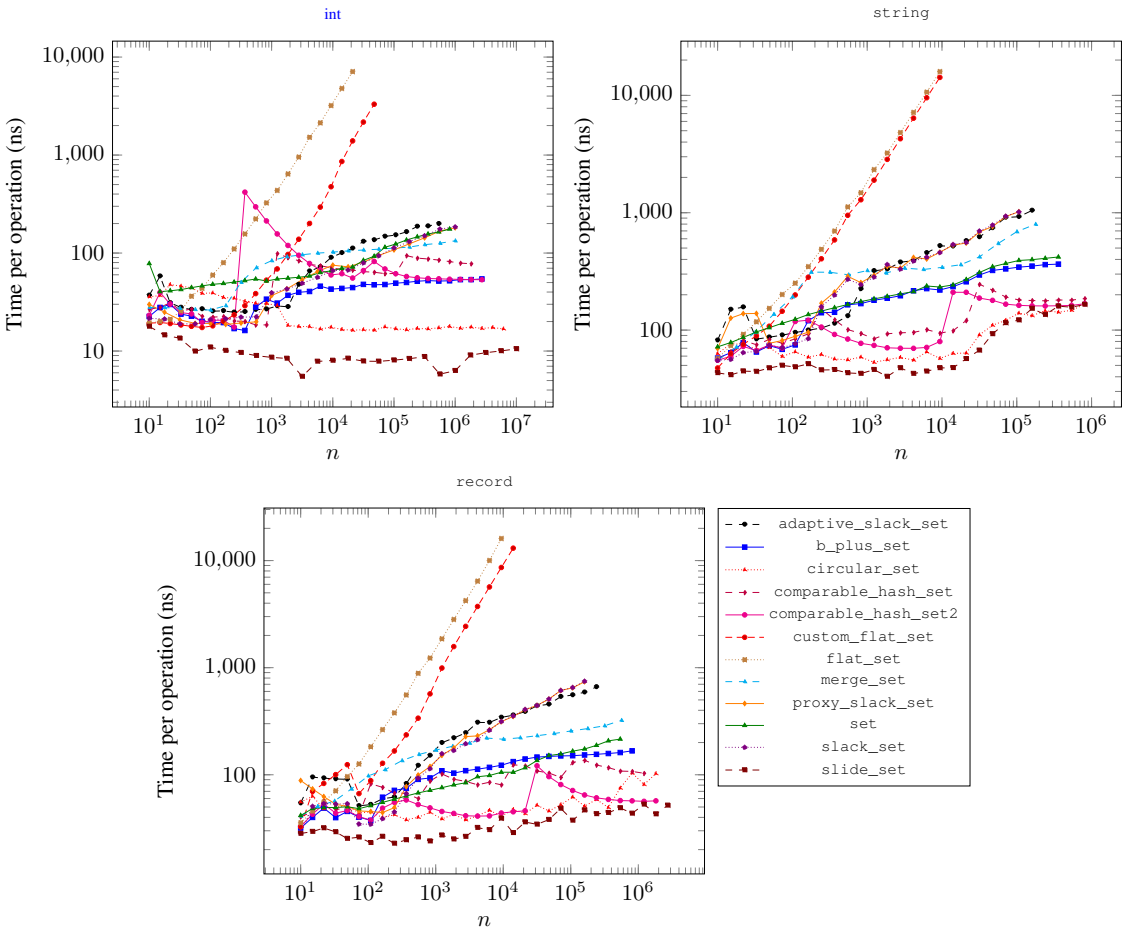 int
10,000
1,000
100
10
Time per operation (ns)
10^1 10^2 10^3 10^4 10^5 10^6 10^7
n
string
10,000
1,000
100
Time per operation (ns)
10^1 10^2 10^3 10^4 10^5 10^6
n
record
10,000
1,000
100
Time per operation (ns)
10^1 10^2 10^3 10^4 10^5 10^6
n
adaptive_slack_set
b_plus_set
circular_set
comparable_hash_set
comparable_hash_set2
custom_flat_set
flat_set
merge_set
proxy_slack_set
set
slack_set
slide_set